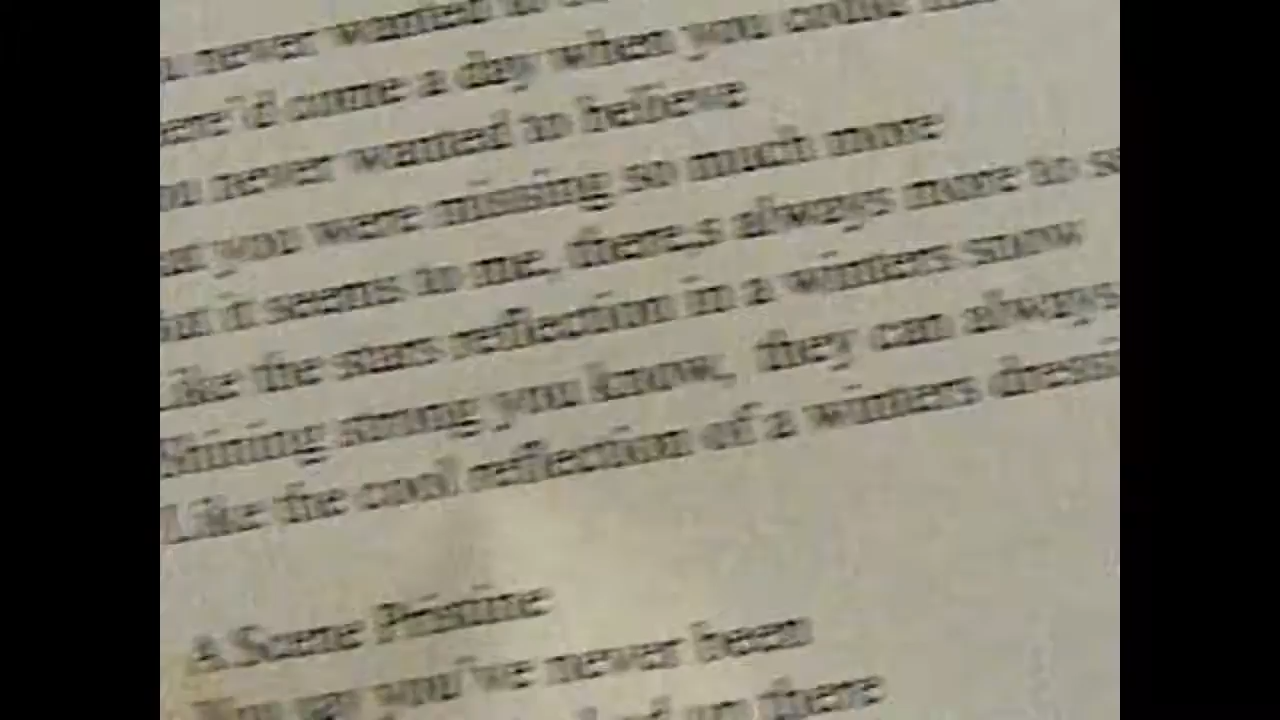 never wanted to
come a day when you could
never wanted to believe
you were missing so much more
it seems to me, there,s always more to
Like the stars reflection in a winters snow
Shining strong you know, they can always
Like the cool reflection of a winters
A Scene Pristine
You say you've never been
up there